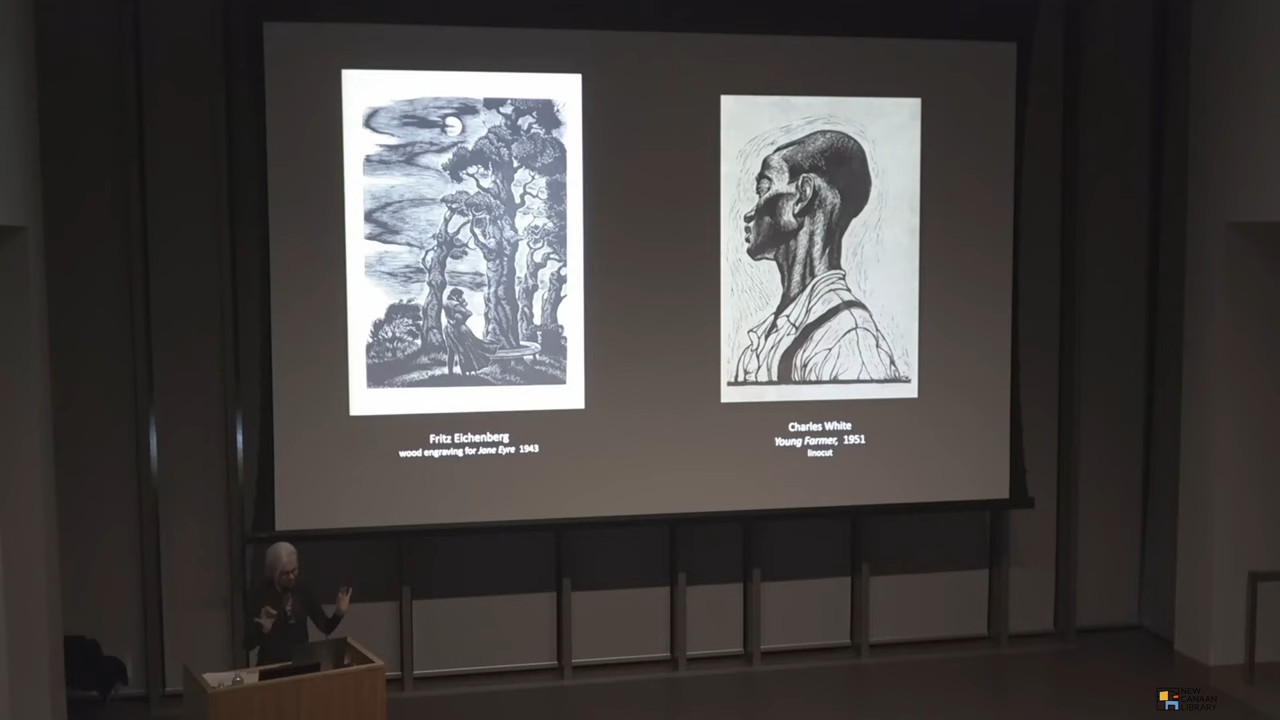 Fritz Eichenberg
wood engraving for Jane Eyre 1943
Charles White
Young Farmer, 1951
linocut
NEW
CANAAN
LIBRARY